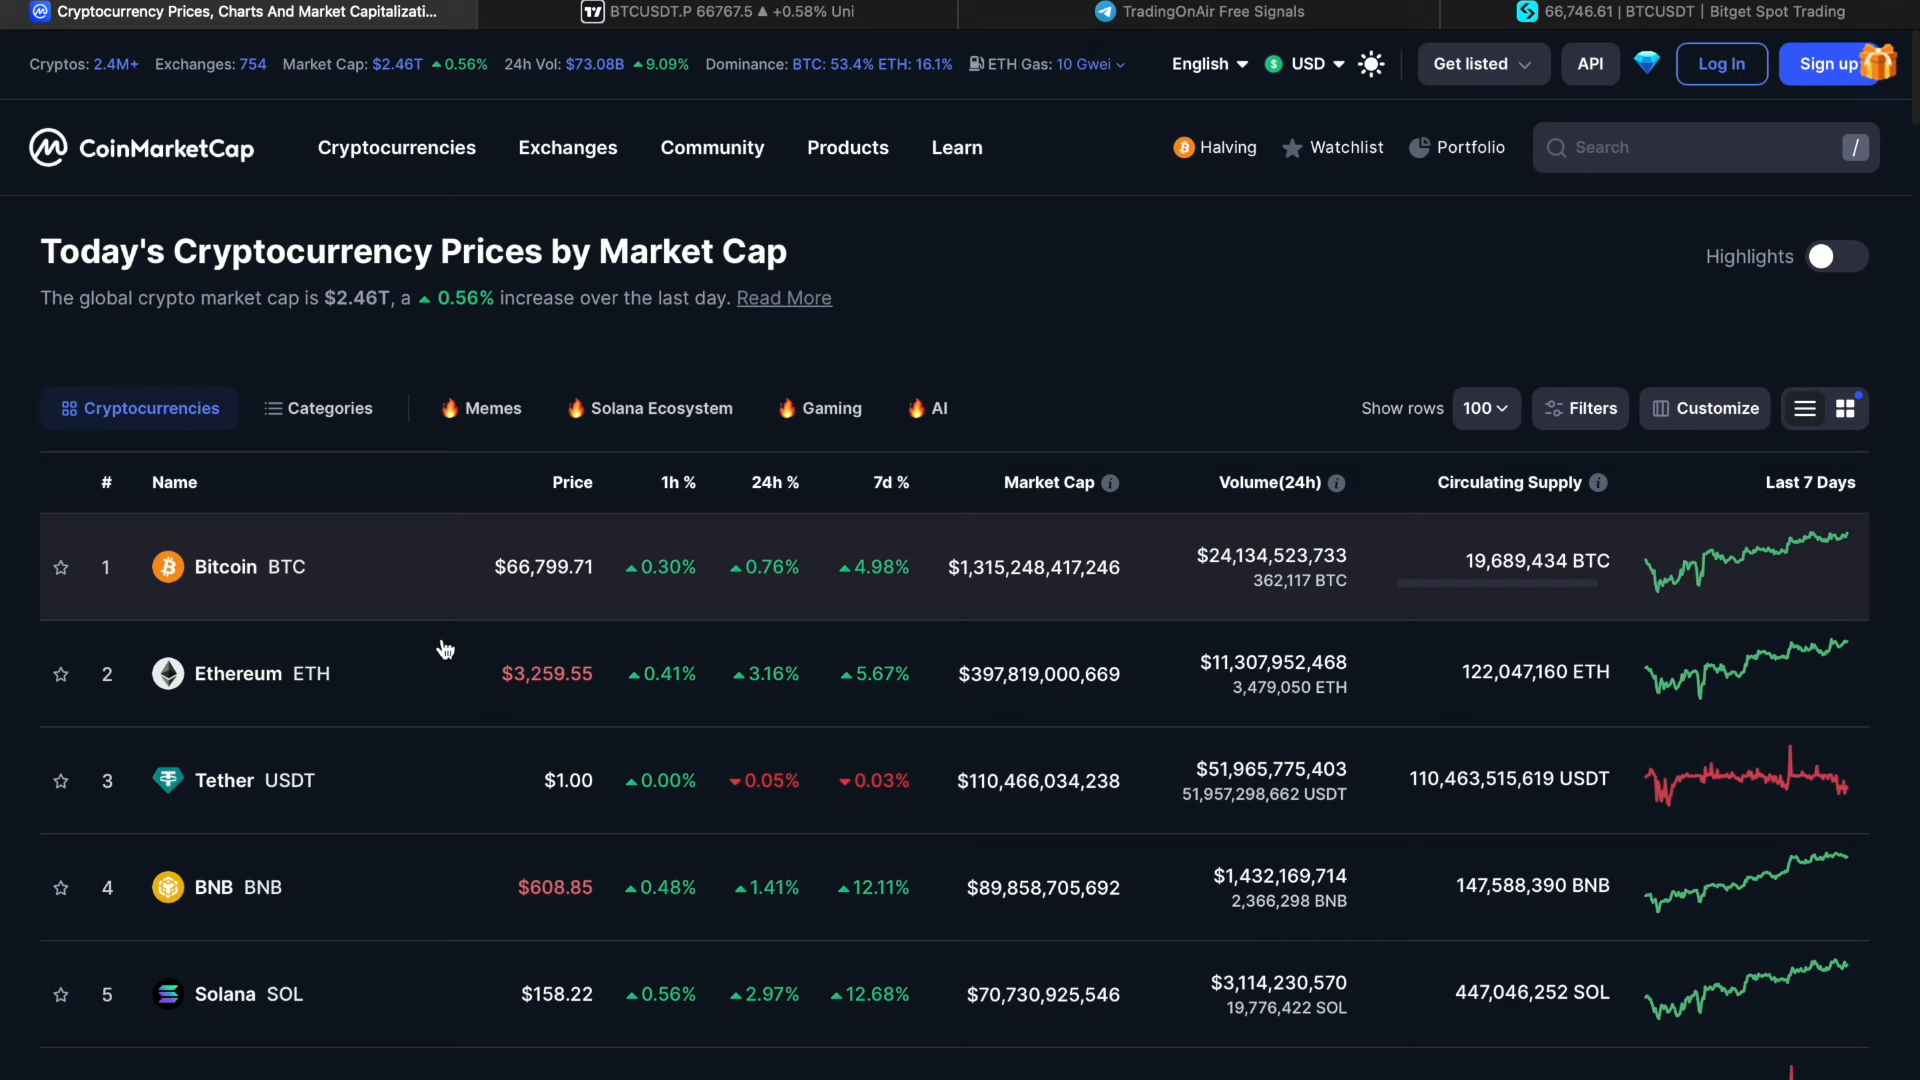 Cryptocurrency Prices, Charts And Market Capitalizati...
BTCUSDT.P 66767.5 ▲ +0.58% Uni
TradingOnAir Free Signals
66,746.61 | BTCUSDT | Bitget Spot Trading
Cryptos: 2.4M+ Exchanges: 754 Market Cap: $2.46T ▲ 0.56% 24h Vol: $73.08B ▲ 9.09% Dominance: BTC: 53.4% ETH: 16.1% ETH Gas: 10 Gwei
English USD Get listed API Log In Sign up
CoinMarketCap Cryptocurrencies Exchanges Community Products Learn Halving Watchlist Portfolio Search /
Today's Cryptocurrency Prices by Market Cap
Highlights
The global crypto market cap is $2.46T, a ▲ 0.56% increase over the last day. Read More
Cryptocurrencies Categories Memes Solana Ecosystem Gaming AI Show rows 100 Filters Customize
# Name Price 1h % 24h % 7d % Market Cap Volume(24h) Circulating Supply Last 7 Days
1 Bitcoin BTC $66,799.71 ▲ 0.30% ▲ 0.76% ▲ 4.98% $1,315,248,417,246 $24,134,523,733 19,689,434 BTC
362,117 BTC
2 Ethereum ETH $3,259.55 ▲ 0.41% ▲ 3.16% ▲ 5.67% $397,819,000,669 $11,307,952,468 122,047,160 ETH
3,479,050 ETH
3 Tether USDT $1.00 ▲ 0.00% ▼ 0.05% ▼ 0.03% $110,466,034,238 $51,965,775,403 110,463,515,619 USDT
51,957,298,662 USDT
4 BNB BNB $608.85 ▲ 0.48% ▲ 1.41% ▲ 12.11% $89,858,705,692 $1,432,169,714 147,588,390 BNB
2,366,298 BNB
5 Solana SOL $158.22 ▲ 0.56% ▲ 2.97% ▲ 12.68% $70,730,925,546 $3,114,230,570 447,046,252 SOL
19,776,422 SOL